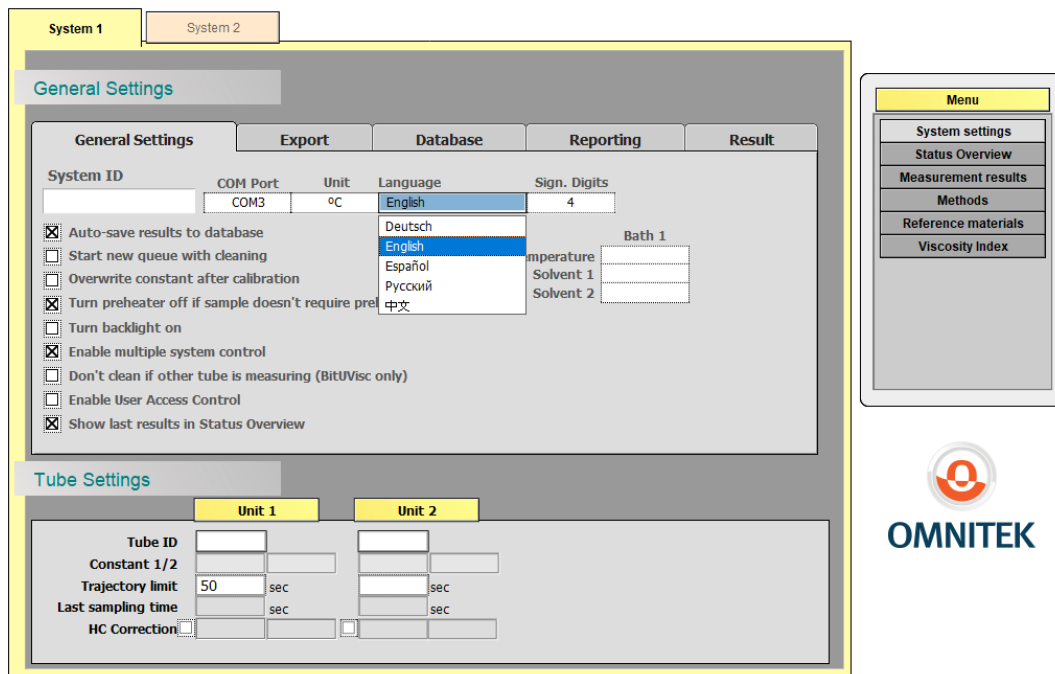 System 1
System 2
General Settings
General Settings
Export
Database
Reporting
Result
System ID
COM Port
Unit
Language
Sign. Digits
COM3
ºC
English
4
Deutsch
English
Español
Русский
中文
Auto-save results to database
Start new queue with cleaning
Overwrite constant after calibration
Turn preheater off if sample doesn't require
Turn backlight on
Enable multiple system control
Don't clean if other tube is measuring (BitUVisc only)
Enable User Access Control
Show last results in Status Overview
Bath 1
Solvent 1
Solvent 2
Tube Settings
Unit 1
Unit 2
Tube ID
Constant 1/2
Trajectory limit 50 sec sec
Last sampling time sec sec
HC Correction
Menu
System settings
Status Overview
Measurement results
Methods
Reference materials
Viscosity Index
OMNITEK